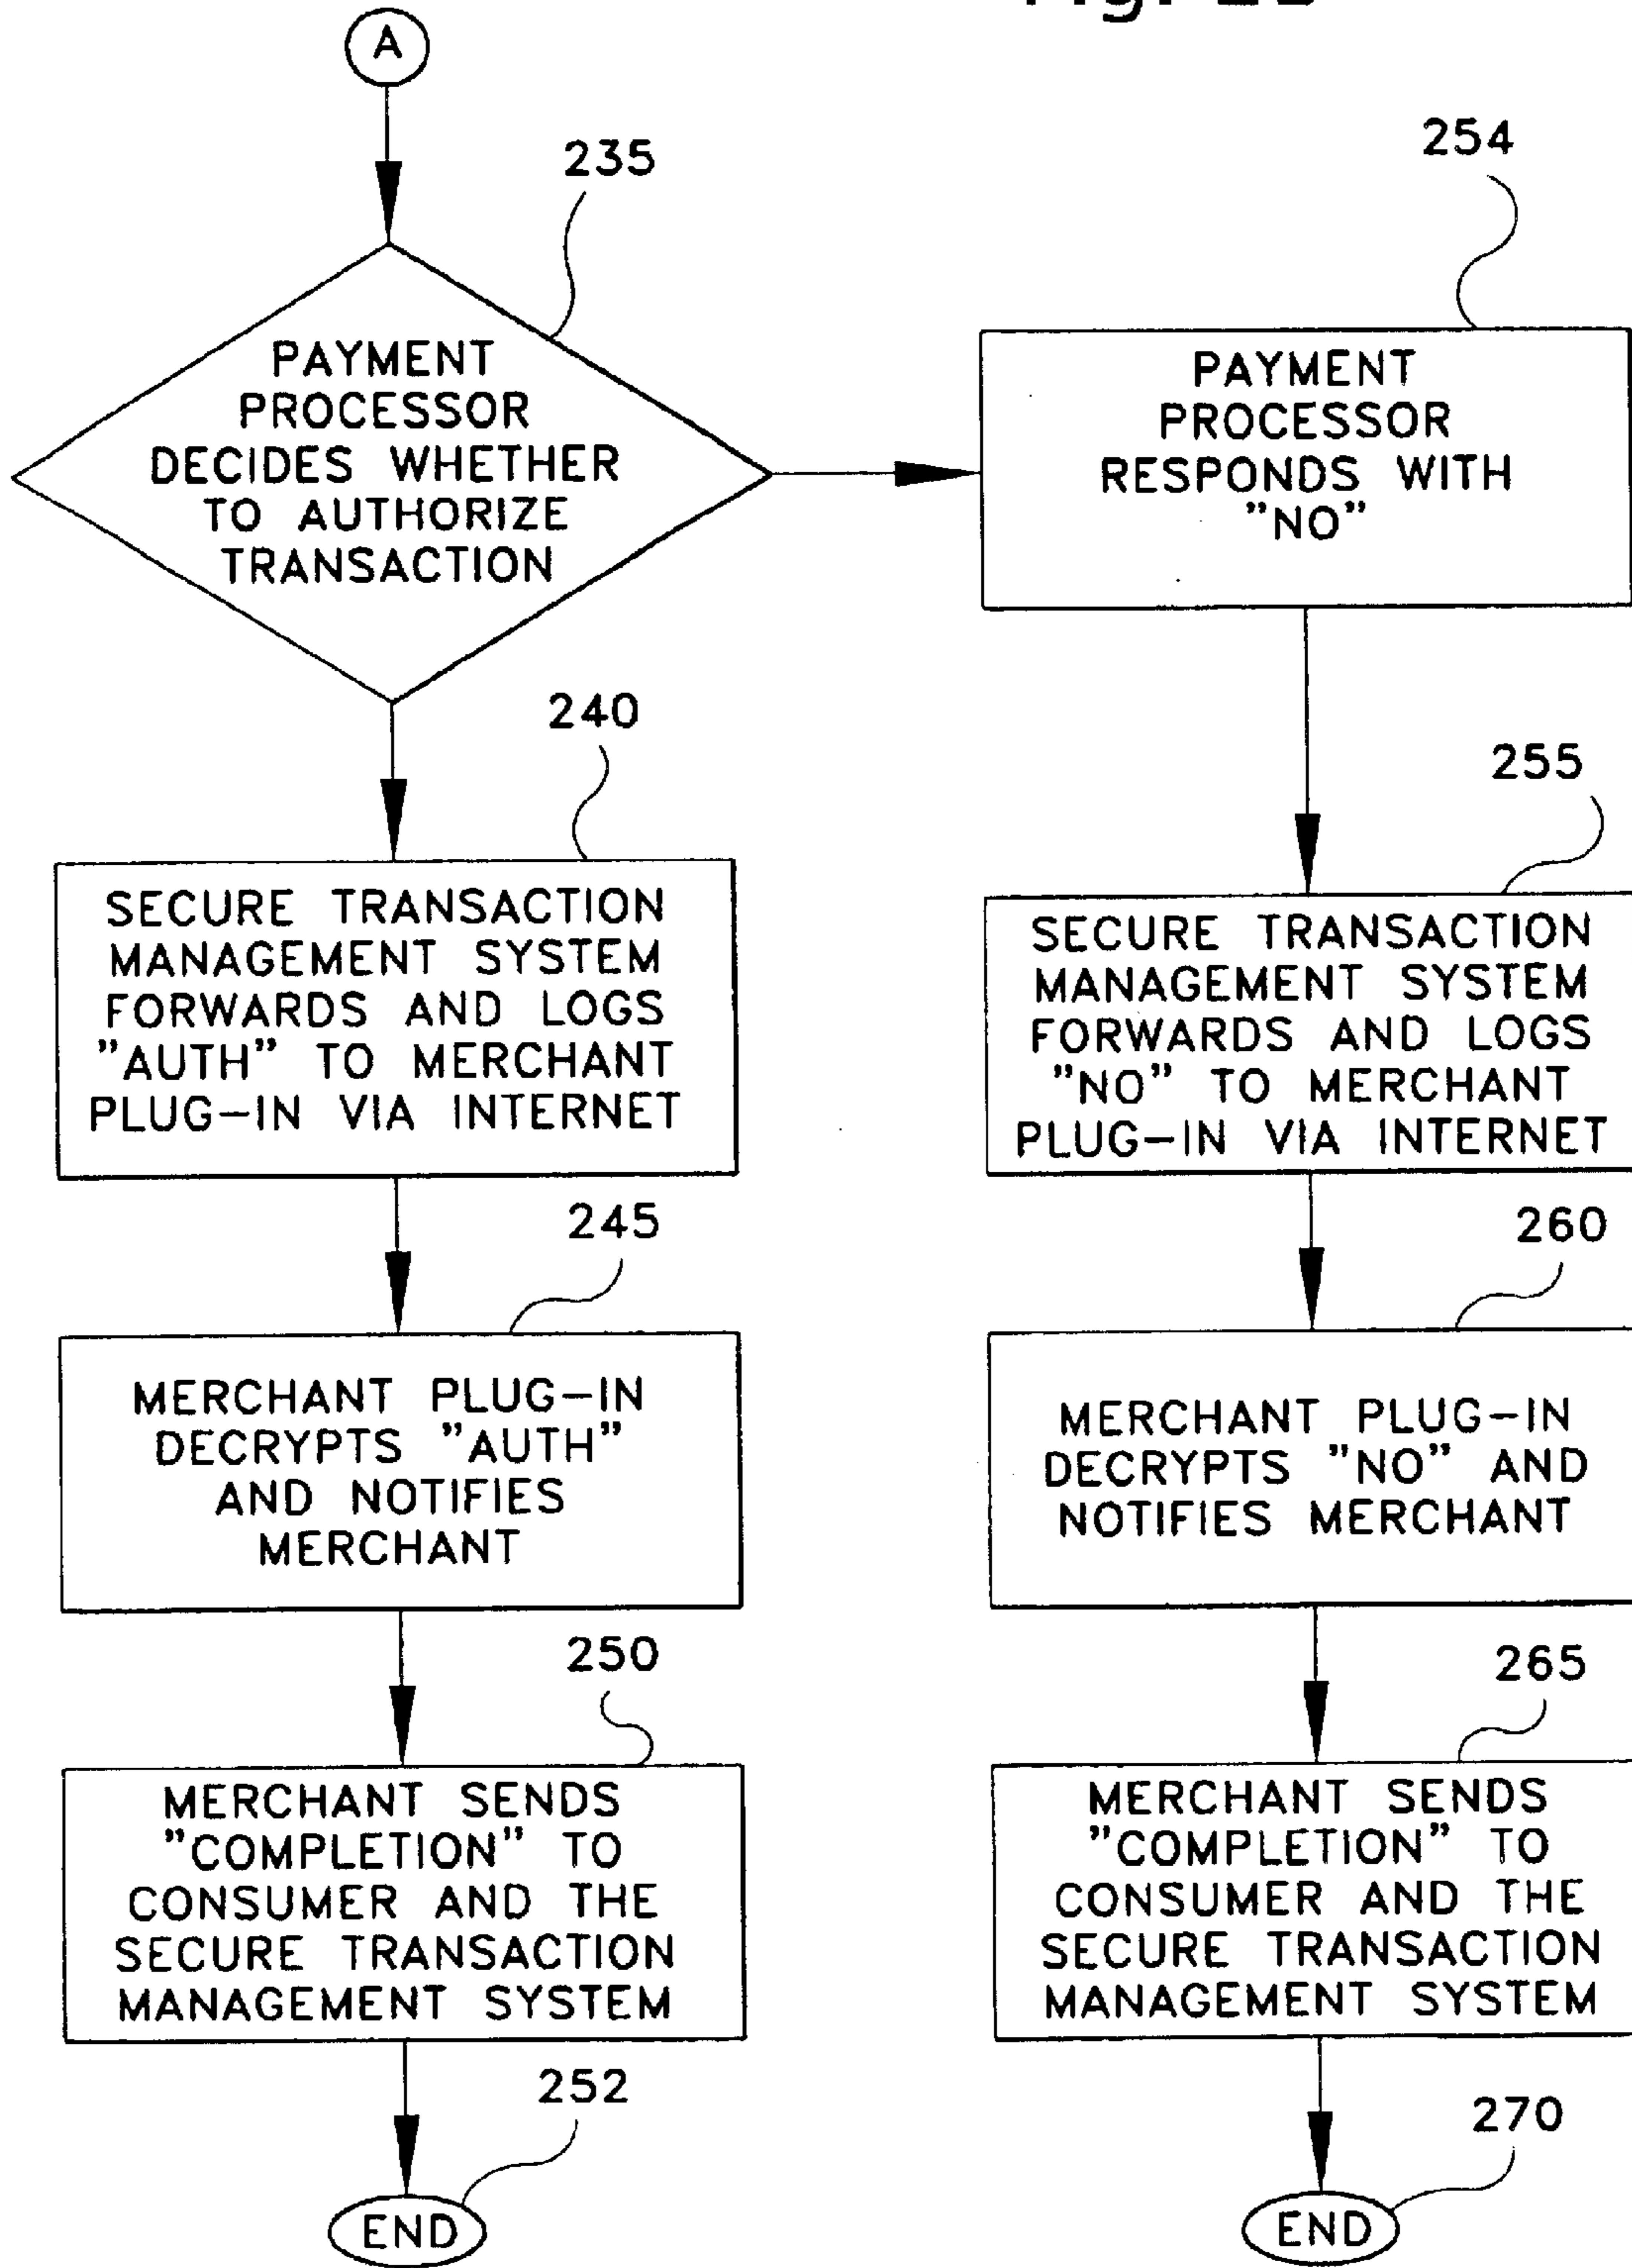 A
235
PAYMENT
PROCESSOR
DECIDES WHETHER
TO AUTHORIZE
TRANSACTION
254
PAYMENT
PROCESSOR
RESPONDS WITH
"NO"
240
SECURE TRANSACTION
MANAGEMENT SYSTEM
FORWARDS AND LOGS
"AUTH" TO MERCHANT
PLUG-IN VIA INTERNET
255
SECURE TRANSACTION
MANAGEMENT SYSTEM
FORWARDS AND LOGS
"NO" TO MERCHANT
PLUG-IN VIA INTERNET
245
MERCHANT PLUG-IN
DECRYPTS "AUTH"
AND NOTIFIES
MERCHANT
260
MERCHANT PLUG-IN
DECRYPTS "NO" AND
NOTIFIES MERCHANT
250
MERCHANT SENDS
"COMPLETION" TO
CONSUMER AND THE
SECURE TRANSACTION
MANAGEMENT SYSTEM
265
MERCHANT SENDS
"COMPLETION" TO
CONSUMER AND THE
SECURE TRANSACTION
MANAGEMENT SYSTEM
252
END
270
END